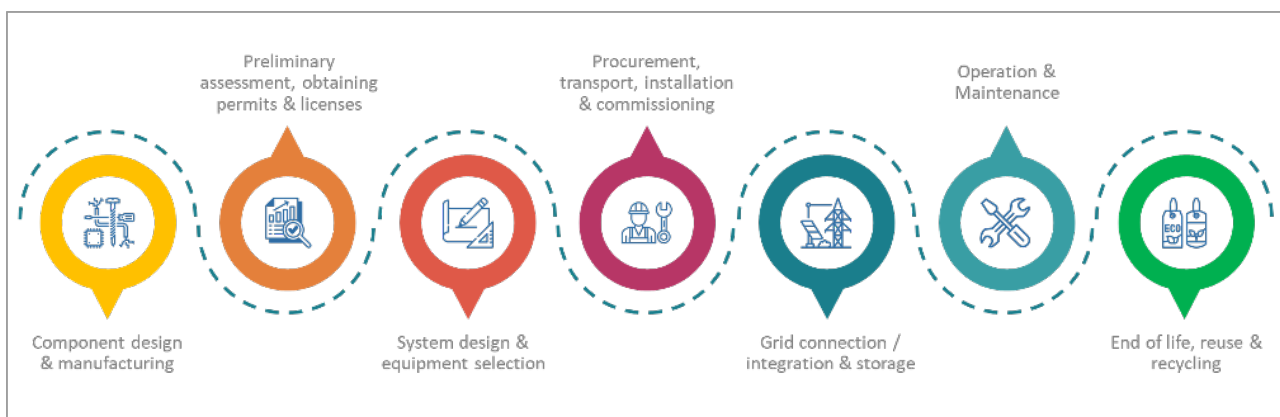 Preliminary
assessment, obtaining
permits & licenses
Procurement,
transport, installation
& commissioning
Operation &
Maintenance
ECO
Component design
& manufacturing
System design &
equipment selection
Grid connection /
integration & storage
End of life, reuse &
recycling